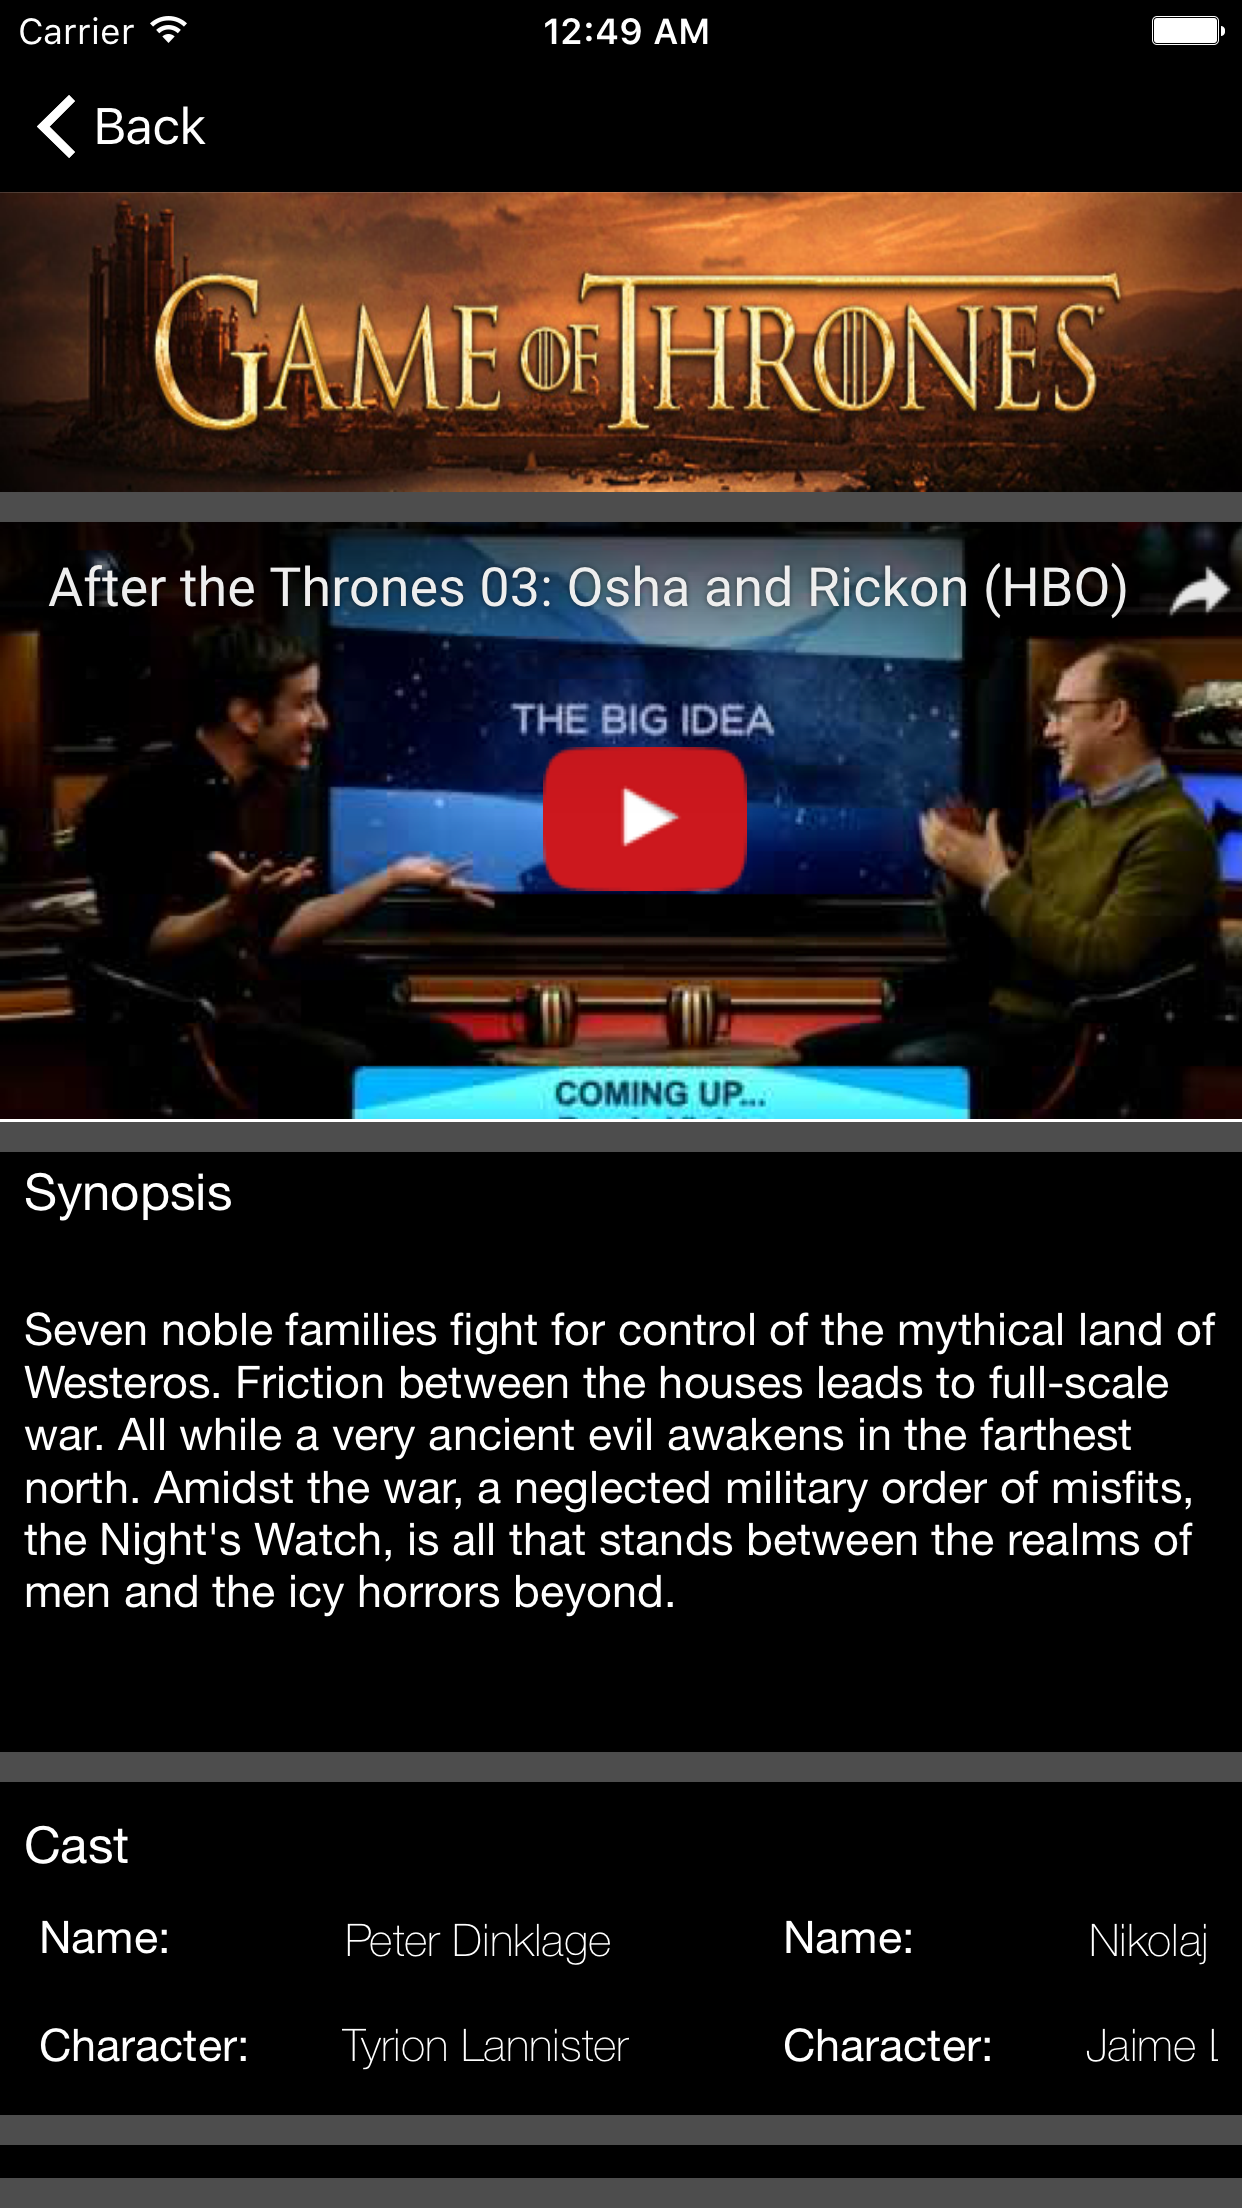 Carrier
12:49 AM
Back
GAME OF THRONES
After the Thrones 03: Osha and Rickon (HBO)
THE BIG IDEA
COMING UP...
Synopsis
Seven noble families fight for control of the mythical land of
Westeros. Friction between the houses leads to full-scale
war. All while a very ancient evil awakens in the farthest
north. Amidst the war, a neglected military order of misfits,
the Night's Watch, is all that stands between the realms of
men and the icy horrors beyond.
Cast
Name: Peter Dinklage Name: Nikolaj
Character: Tyrion Lannister Character: Jaime L